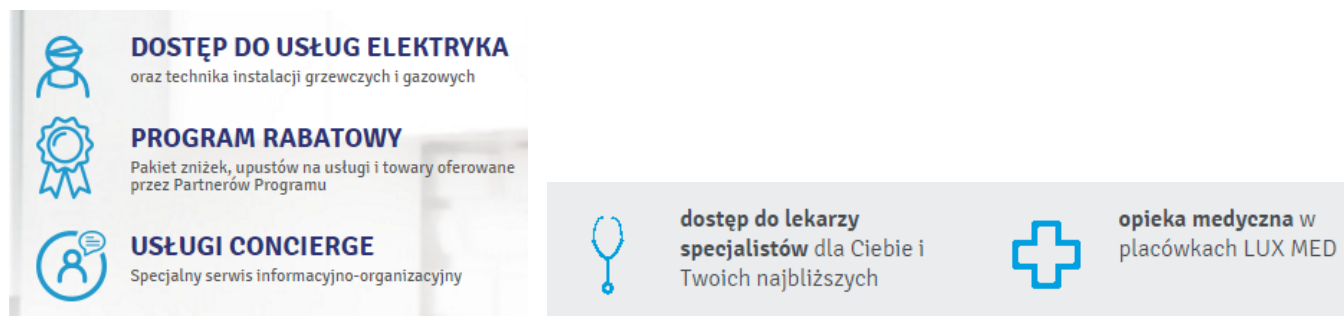 DOSTĘP DO USŁUG ELEKTRYKA
oraz technika instalacji grzewczych i gazowych
PROGRAM RABATOWY
Pakiet zniżek, upustów na usługi i towary oferowane
przez Partnerów Programu
USŁUGI CONCIERGE
Specjalny serwis informacyjno-organizacyjny
dostęp do lekarzy
specjalistów dla Ciebie i
Twoich najbliższych
opieka medyczna w
placówkach LUX MED